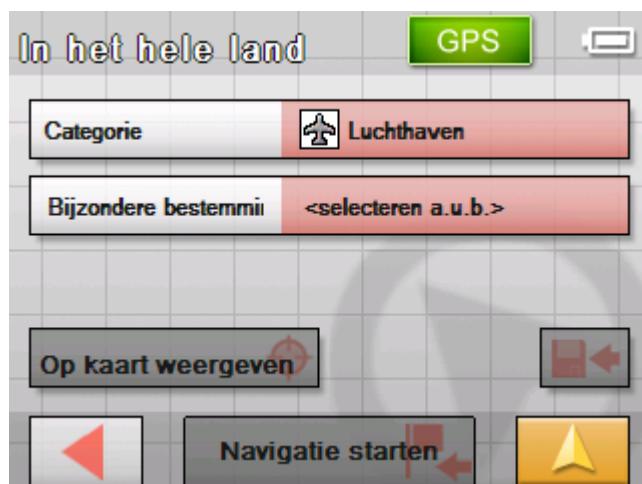 In het hele land
GPS
Categorie
Luchthaven
Bijzondere bestemmi
<selecteren a.u.b.>
Op kaart weergeven
Navigatie starten